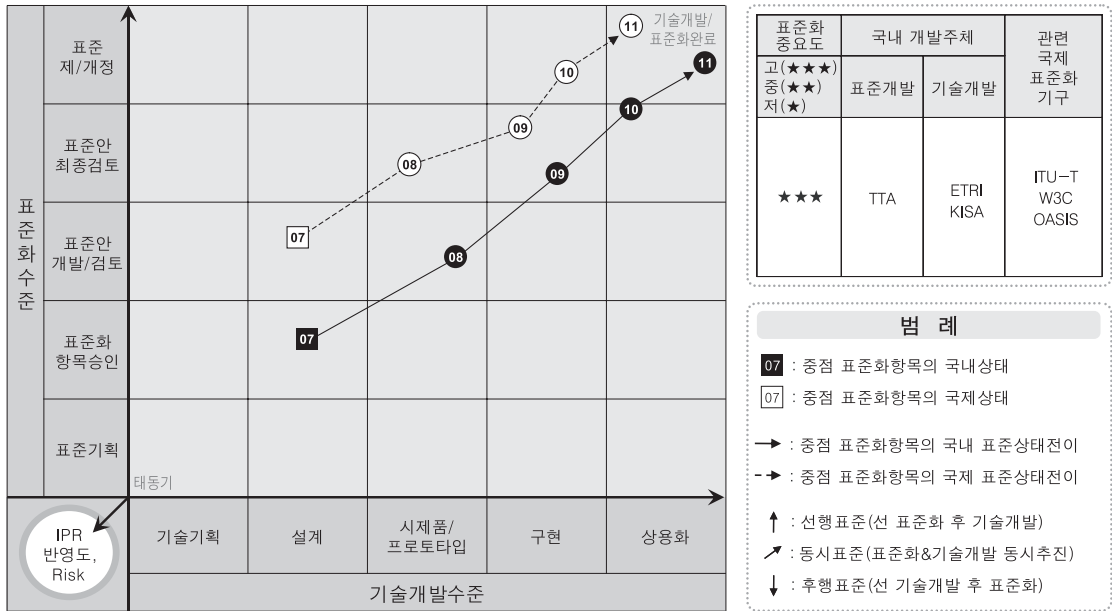 표준화수준
표준
제/개정
표준안
최종검토
표준안
개발/검토
표준화
항목승인
표준기획
기술개발/
표준화완료
11
11
10
10
09
09
08
08
07
07
태동기
IPR
반영도,
Risk
기술기획
설계
시제품/
프로토타입
구현
상용화
기술개발수준
표준화
중요도
국내 개발주체
관련
국제
표준화
기구
고(★★★)
중(★★)
저(★)
표준개발
기술개발
★★★
TTA
ETRI
KISA
ITU-T
W3C
OASIS
범 례
07 : 중점 표준화항목의 국내상태
07 : 중점 표준화항목의 국제상태
: 중점 표준화항목의 국내 표준상태전이
: 중점 표준화항목의 국제 표준상태전이
: 선행표준(선 표준화 후 기술개발)
: 동시표준(표준화&기술개발 동시추진)
: 후행표준(선 기술개발 후 표준화)